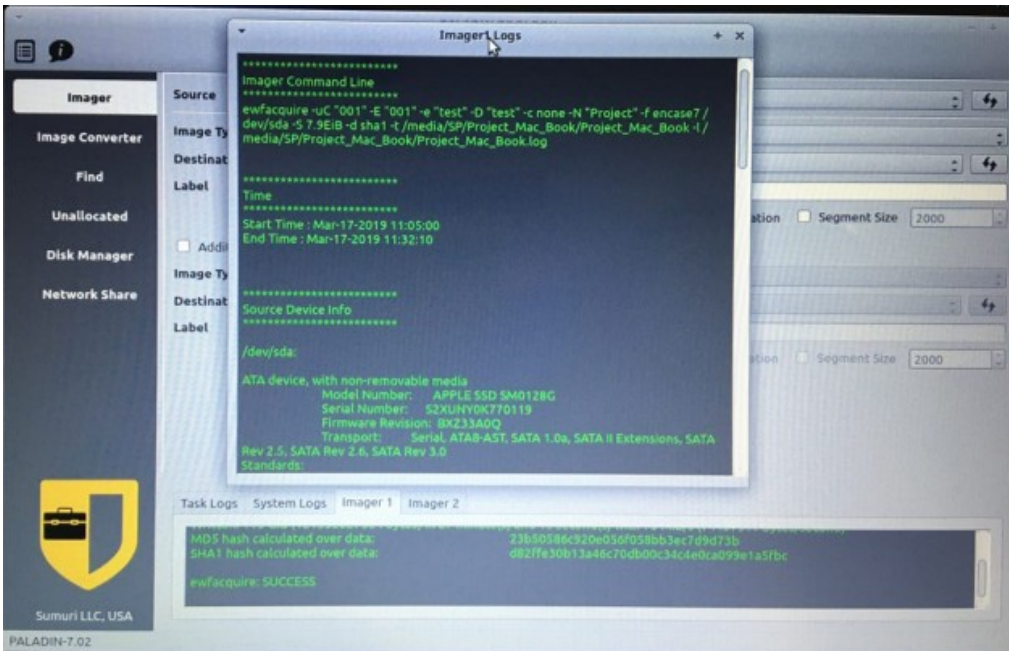 Imager1 Logs
Imager
Image Converter
Find
Unallocated
Disk Manager
Network Share
Source
Image Ty
Destinat
Label
ation
Segment Size
2000
Addi
Image Ty
Destinat
Label
ation
Segment Size
2000
*************************
Imager Command Line
*************************
ewfacquire -uC "001" -E "001" -e "test" -D "test" -c none -N "Project" -f encase7 /
dev/sda -S 7.9EiB -d sha1 -t /media/SP/Project_Mac_Book/Project_Mac_Book -l /
media/SP/Project_Mac_Book/Project_Mac_Book.log
*************************
Time
*************************
Start Time : Mar-17-2019 11:05:00
End Time : Mar-17-2019 11:32:10
*************************
Source Device Info
*************************
/dev/sda:
ATA device, with non-removable media
Model Number: APPLE SSD SM0128G
Serial Number: S2XUNY0K770119
Firmware Revision: BXZ33A0Q
Transport: Serial, ATA8-AST, SATA 1.0a, SATA II Extensions, SATA
Rev 2.5, SATA Rev 2.6, SATA Rev 3.0
Standards:
Task Logs
System Logs
Imager 1
Imager 2
MD5 hash calculated over data: 23b50586c920e056f058bb3ec7d9d73b
SHA1 hash calculated over data: d82ffe30b13a46c70db00c34c4e0ca099e1a5fbc
ewfacquire: SUCCESS
Sumuri LLC, USA
PALADIN-7.02